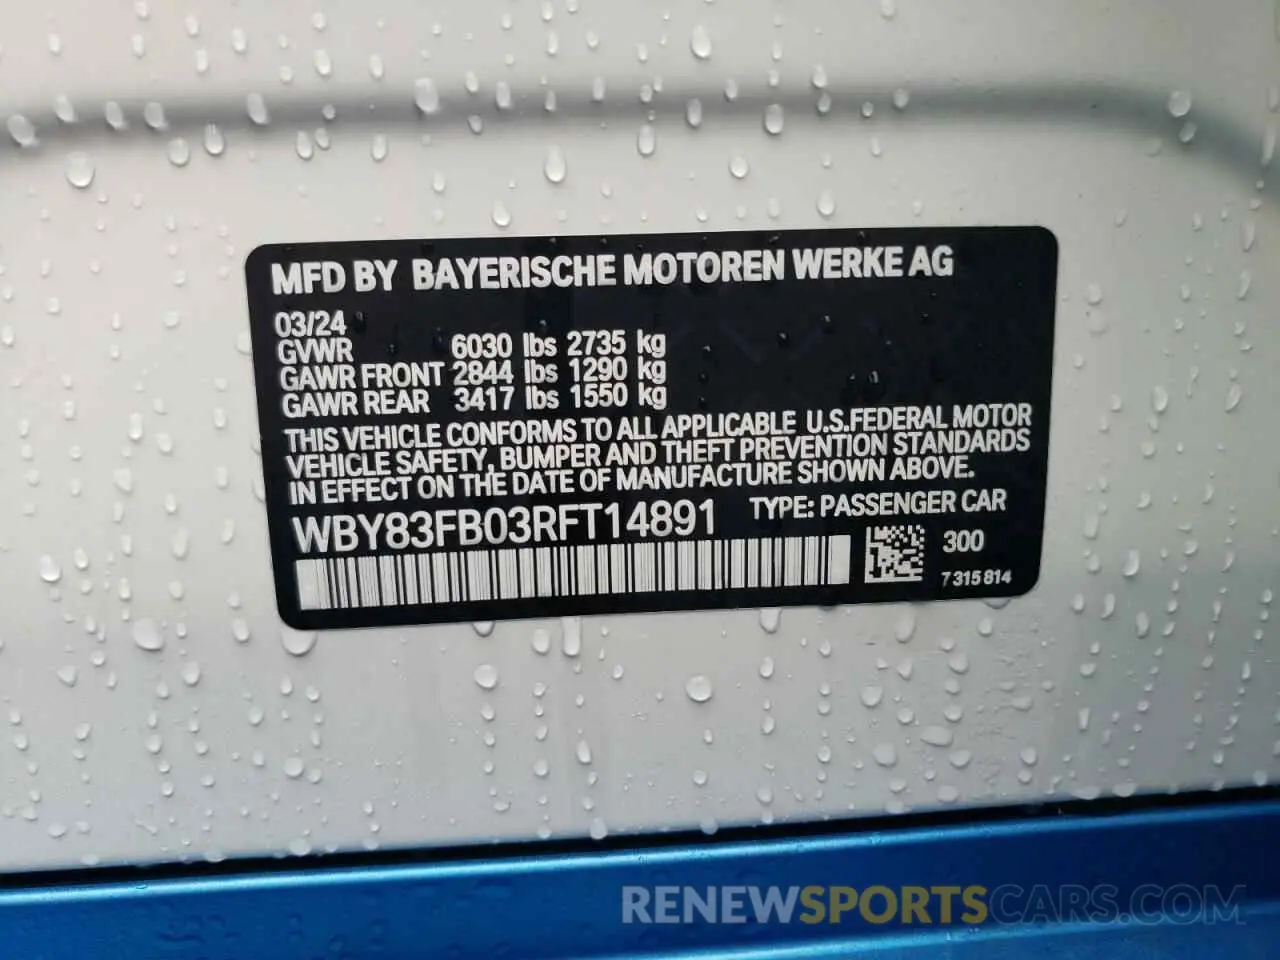 MFD BY BAYERISCHE MOTOREN WERKE AG
03/24
GVWR 6030 lbs 2735 kg
GAWR FRONT 2844 lbs 1290 kg
GAWR REAR 3417 lbs 1550 kg
THIS VEHICLE CONFORMS TO ALL APPLICABLE U.S.FEDERAL MOTOR
VEHICLE SAFETY, BUMPER AND THEFT PREVENTION STANDARDS
IN EFFECT ON THE DATE OF MANUFACTURE SHOWN ABOVE.
WBY83FB03RFT14891 TYPE: PASSENGER CAR
300
7315814
RENEWSPORTSCARS.COM